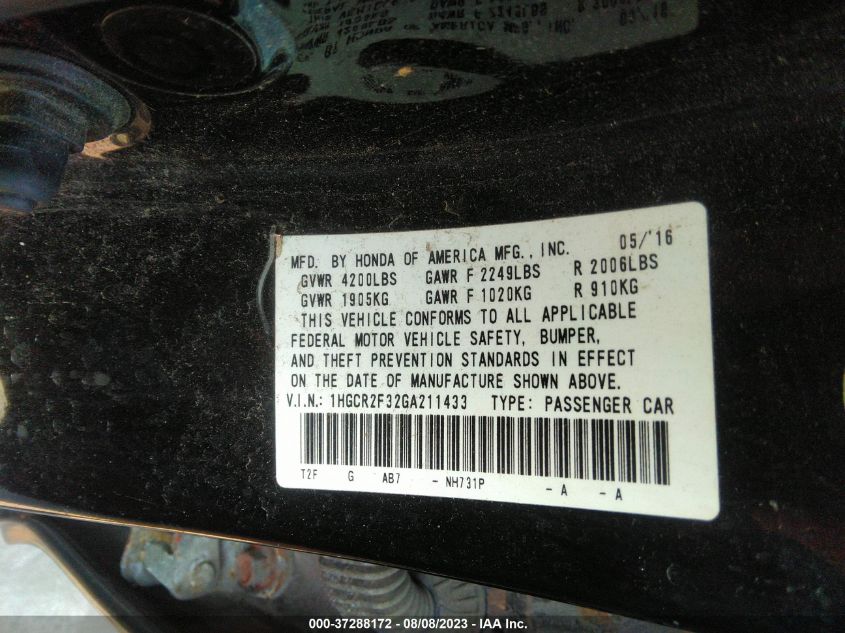 MFD. BY HONDA OF AMERICA MFG., INC. 05/'16
GVWR 4200LBS GAWR F 2249LBS R 2006LBS
GVWR 1905KG GAWR F 1020KG R 910KG
THIS VEHICLE CONFORMS TO ALL APPLICABLE
FEDERAL MOTOR VEHICLE SAFETY, BUMPER,
AND THEFT PREVENTION STANDARDS IN EFFECT
ON THE DATE OF MANUFACTURE SHOWN ABOVE.
V.I.N.: 1HGCR2F32GA211433 TYPE: PASSENGER CAR
T2F G AB7 - NH731P - A - A
000-37288172 - 08/08/2023 - IAA Inc.